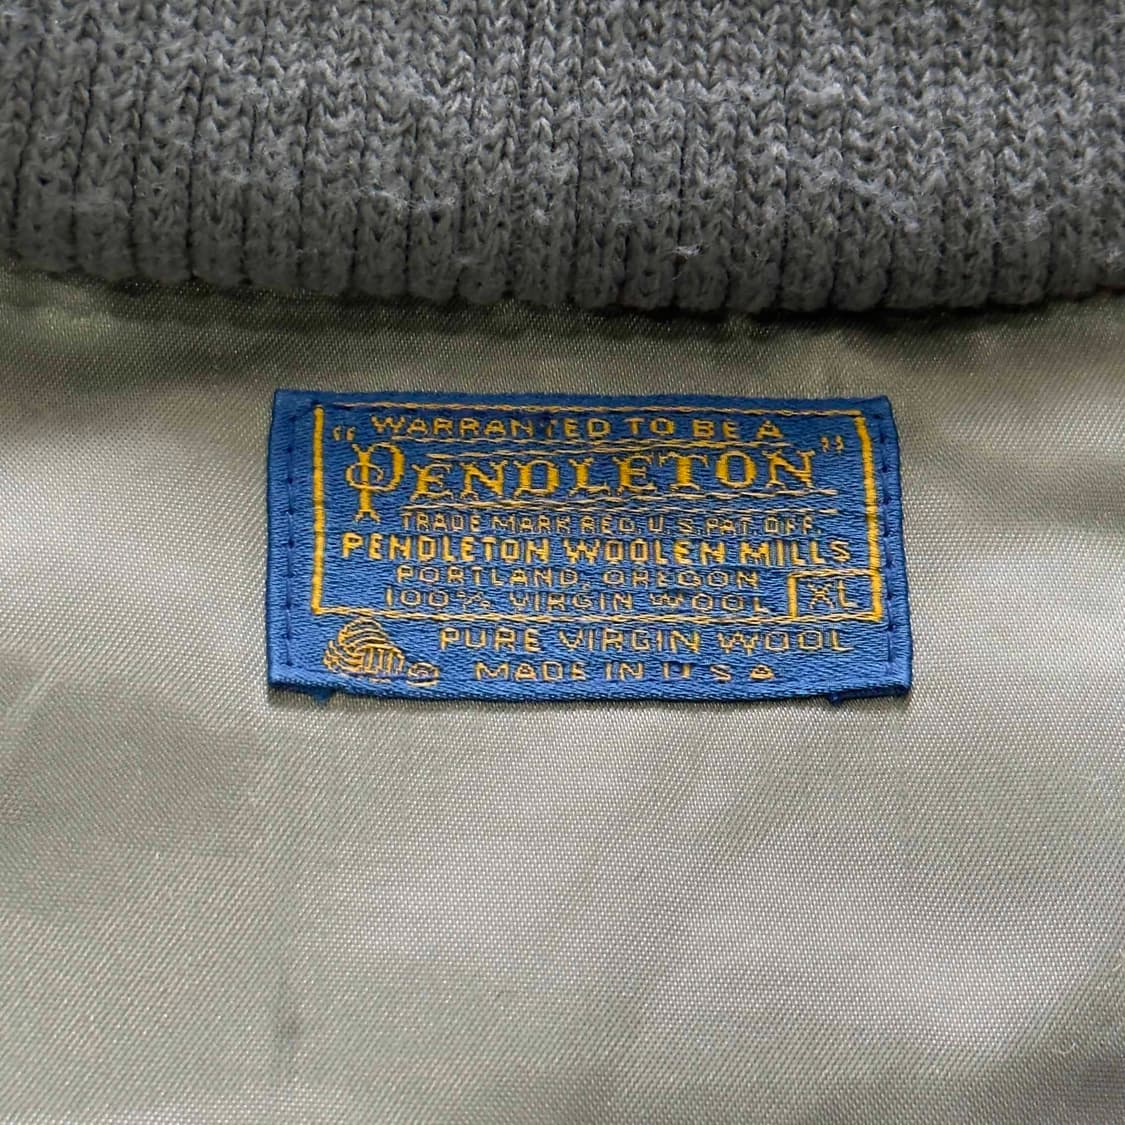 WARRANTED TO BE A
"PENDLETON"
TRADE MARK REG. U.S. PAT. OFF.
PENDLETON WOOLEN MILLS
PORTLAND, OREGON
100% VIRGIN WOOL XL
PURE VIRGIN WOOL
MADE IN U S A